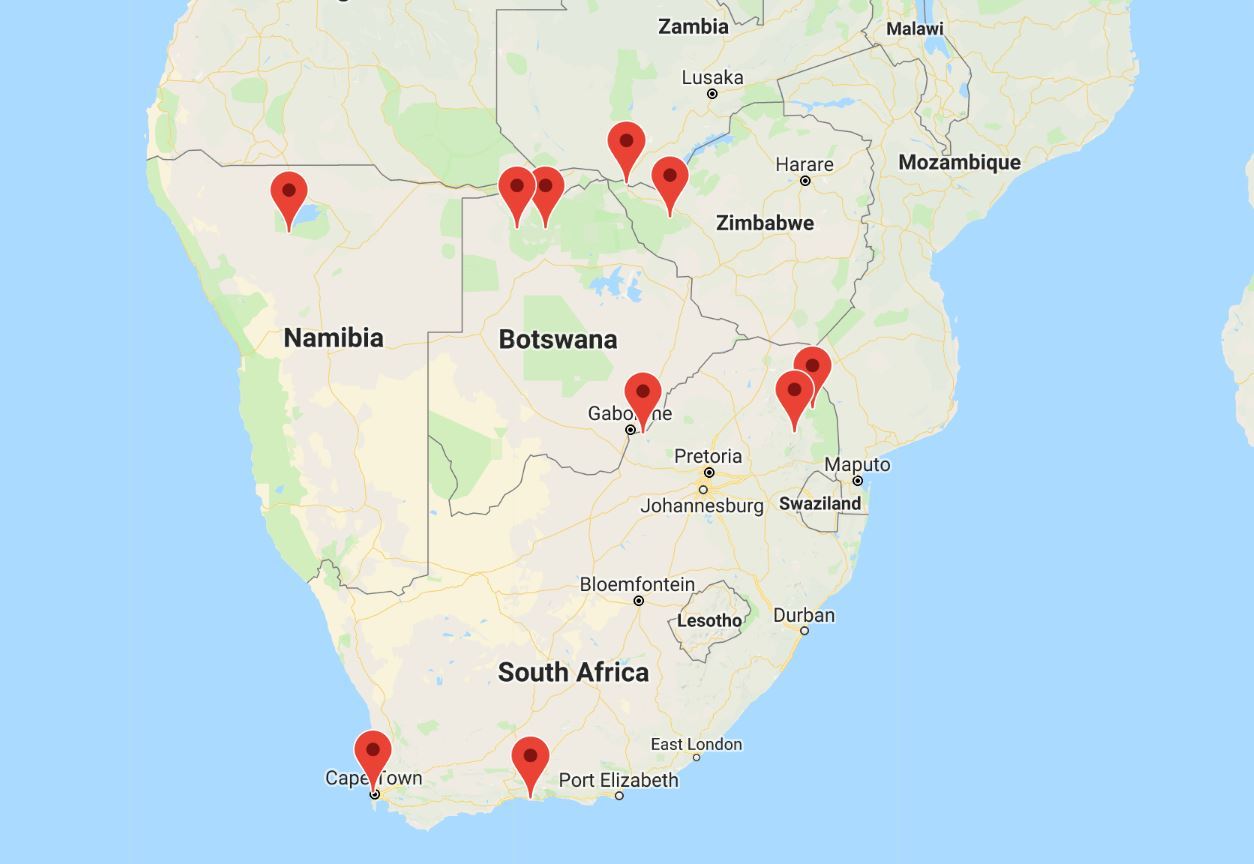 Zambia
Malawi
Lusaka
Harare
Mozambique
Zimbabwe
Namibia
Botswana
Pretoria
Maputo
Johannesburg
Swaziland
Bloemfontein
Lesotho
Durban
South Africa
East London
Cape Town
Port Elizabeth